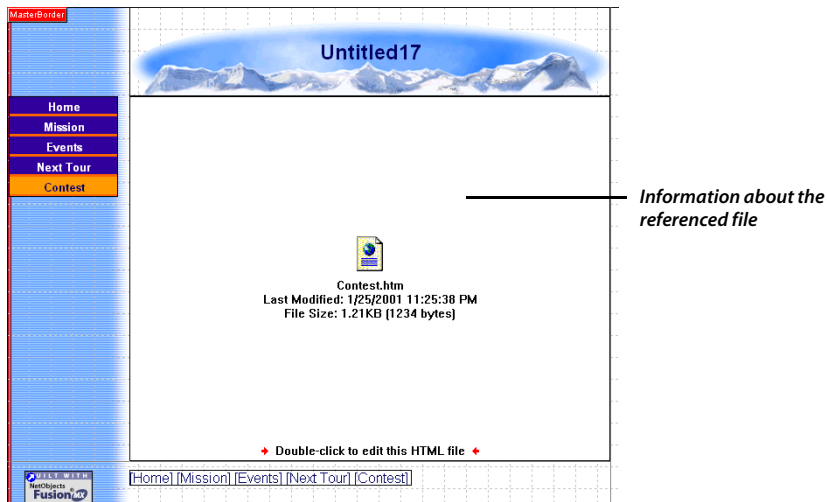 MasterBorder
Untitled17
Home
Mission
Events
Next Tour
Contest
Information about the
referenced file
Contest.htm
Last Modified: 1/25/2001 11:25:38 PM
File Size: 1.21KB (1234 bytes)
Double-click to edit this HTML file
[Home] [Mission] [Events] [Next Tour] [Contest]
BUILT WITH
NetObjects
Fusion MX